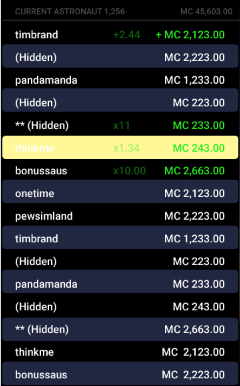 CURRENT ASTRONAUT 1,256 MC 45,603.00
timbrand +2.44 + MC 2,123.00
(Hidden) MC 2,223.00
pandamanda MC 1,233.00
(Hidden) MC 223.00
** (Hidden) x11 MC 233.00
thinkme x1.34 MC 243.00
bonussaus x10.00 MC 2,663.00
onetime MC 2,123.00
pewsimland MC 2,223.00
timbrand MC 1,233.00
(Hidden) MC 223.00
pandamanda MC 233.00
(Hidden) MC 243.00
** (Hidden) MC 2,663.00
thinkme MC 2,123.00
bonussaus MC 2,223.00